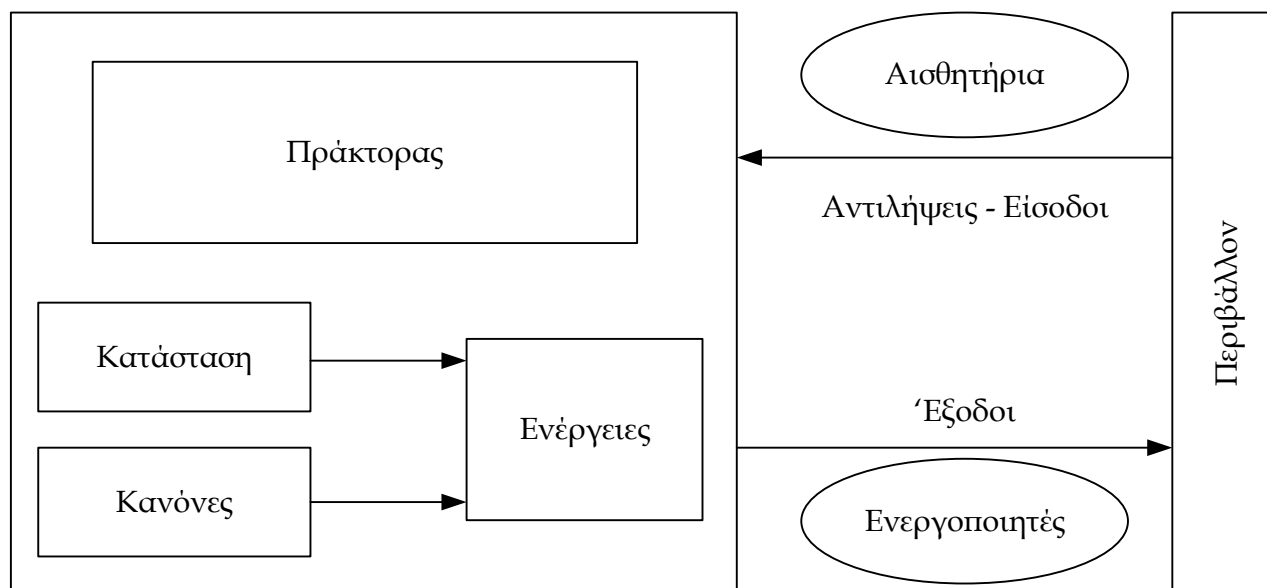 Πράκτορας
Κατάσταση
Κανόνες
Ενέργειες
Αισθητήρια
Αντιλήψεις - Είσοδοι
‘Εξοδοι
Ενεργοποιητές
Περιβάλλον